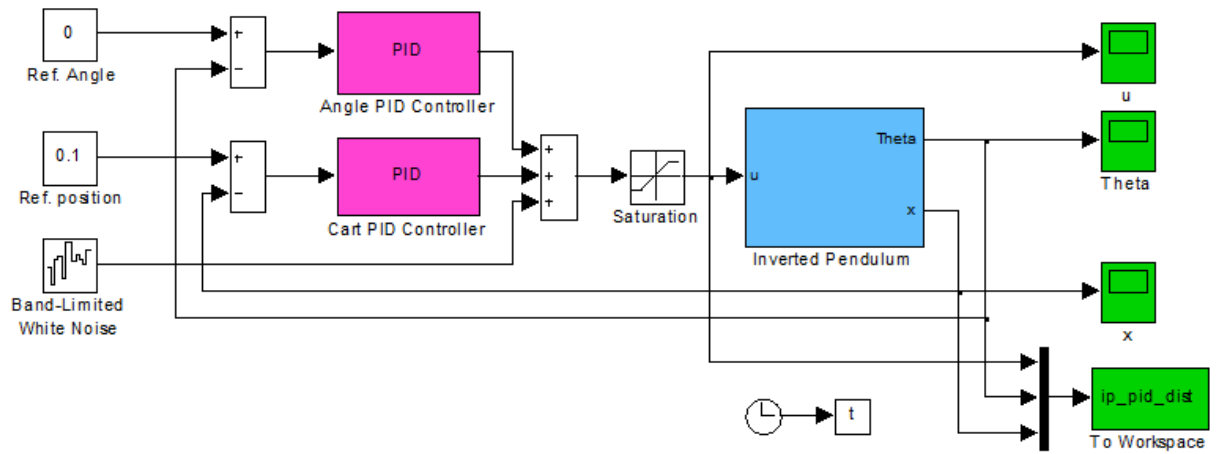 0
Ref. Angle
+
−
PID
Angle PID Controller
0.1
Ref. position
+
−
PID
Cart PID Controller
Band-Limited
White Noise
+
+
+
Saturation
u
Theta
x
Inverted Pendulum
u
Theta
x
t
ip_pid_dist
To Workspace